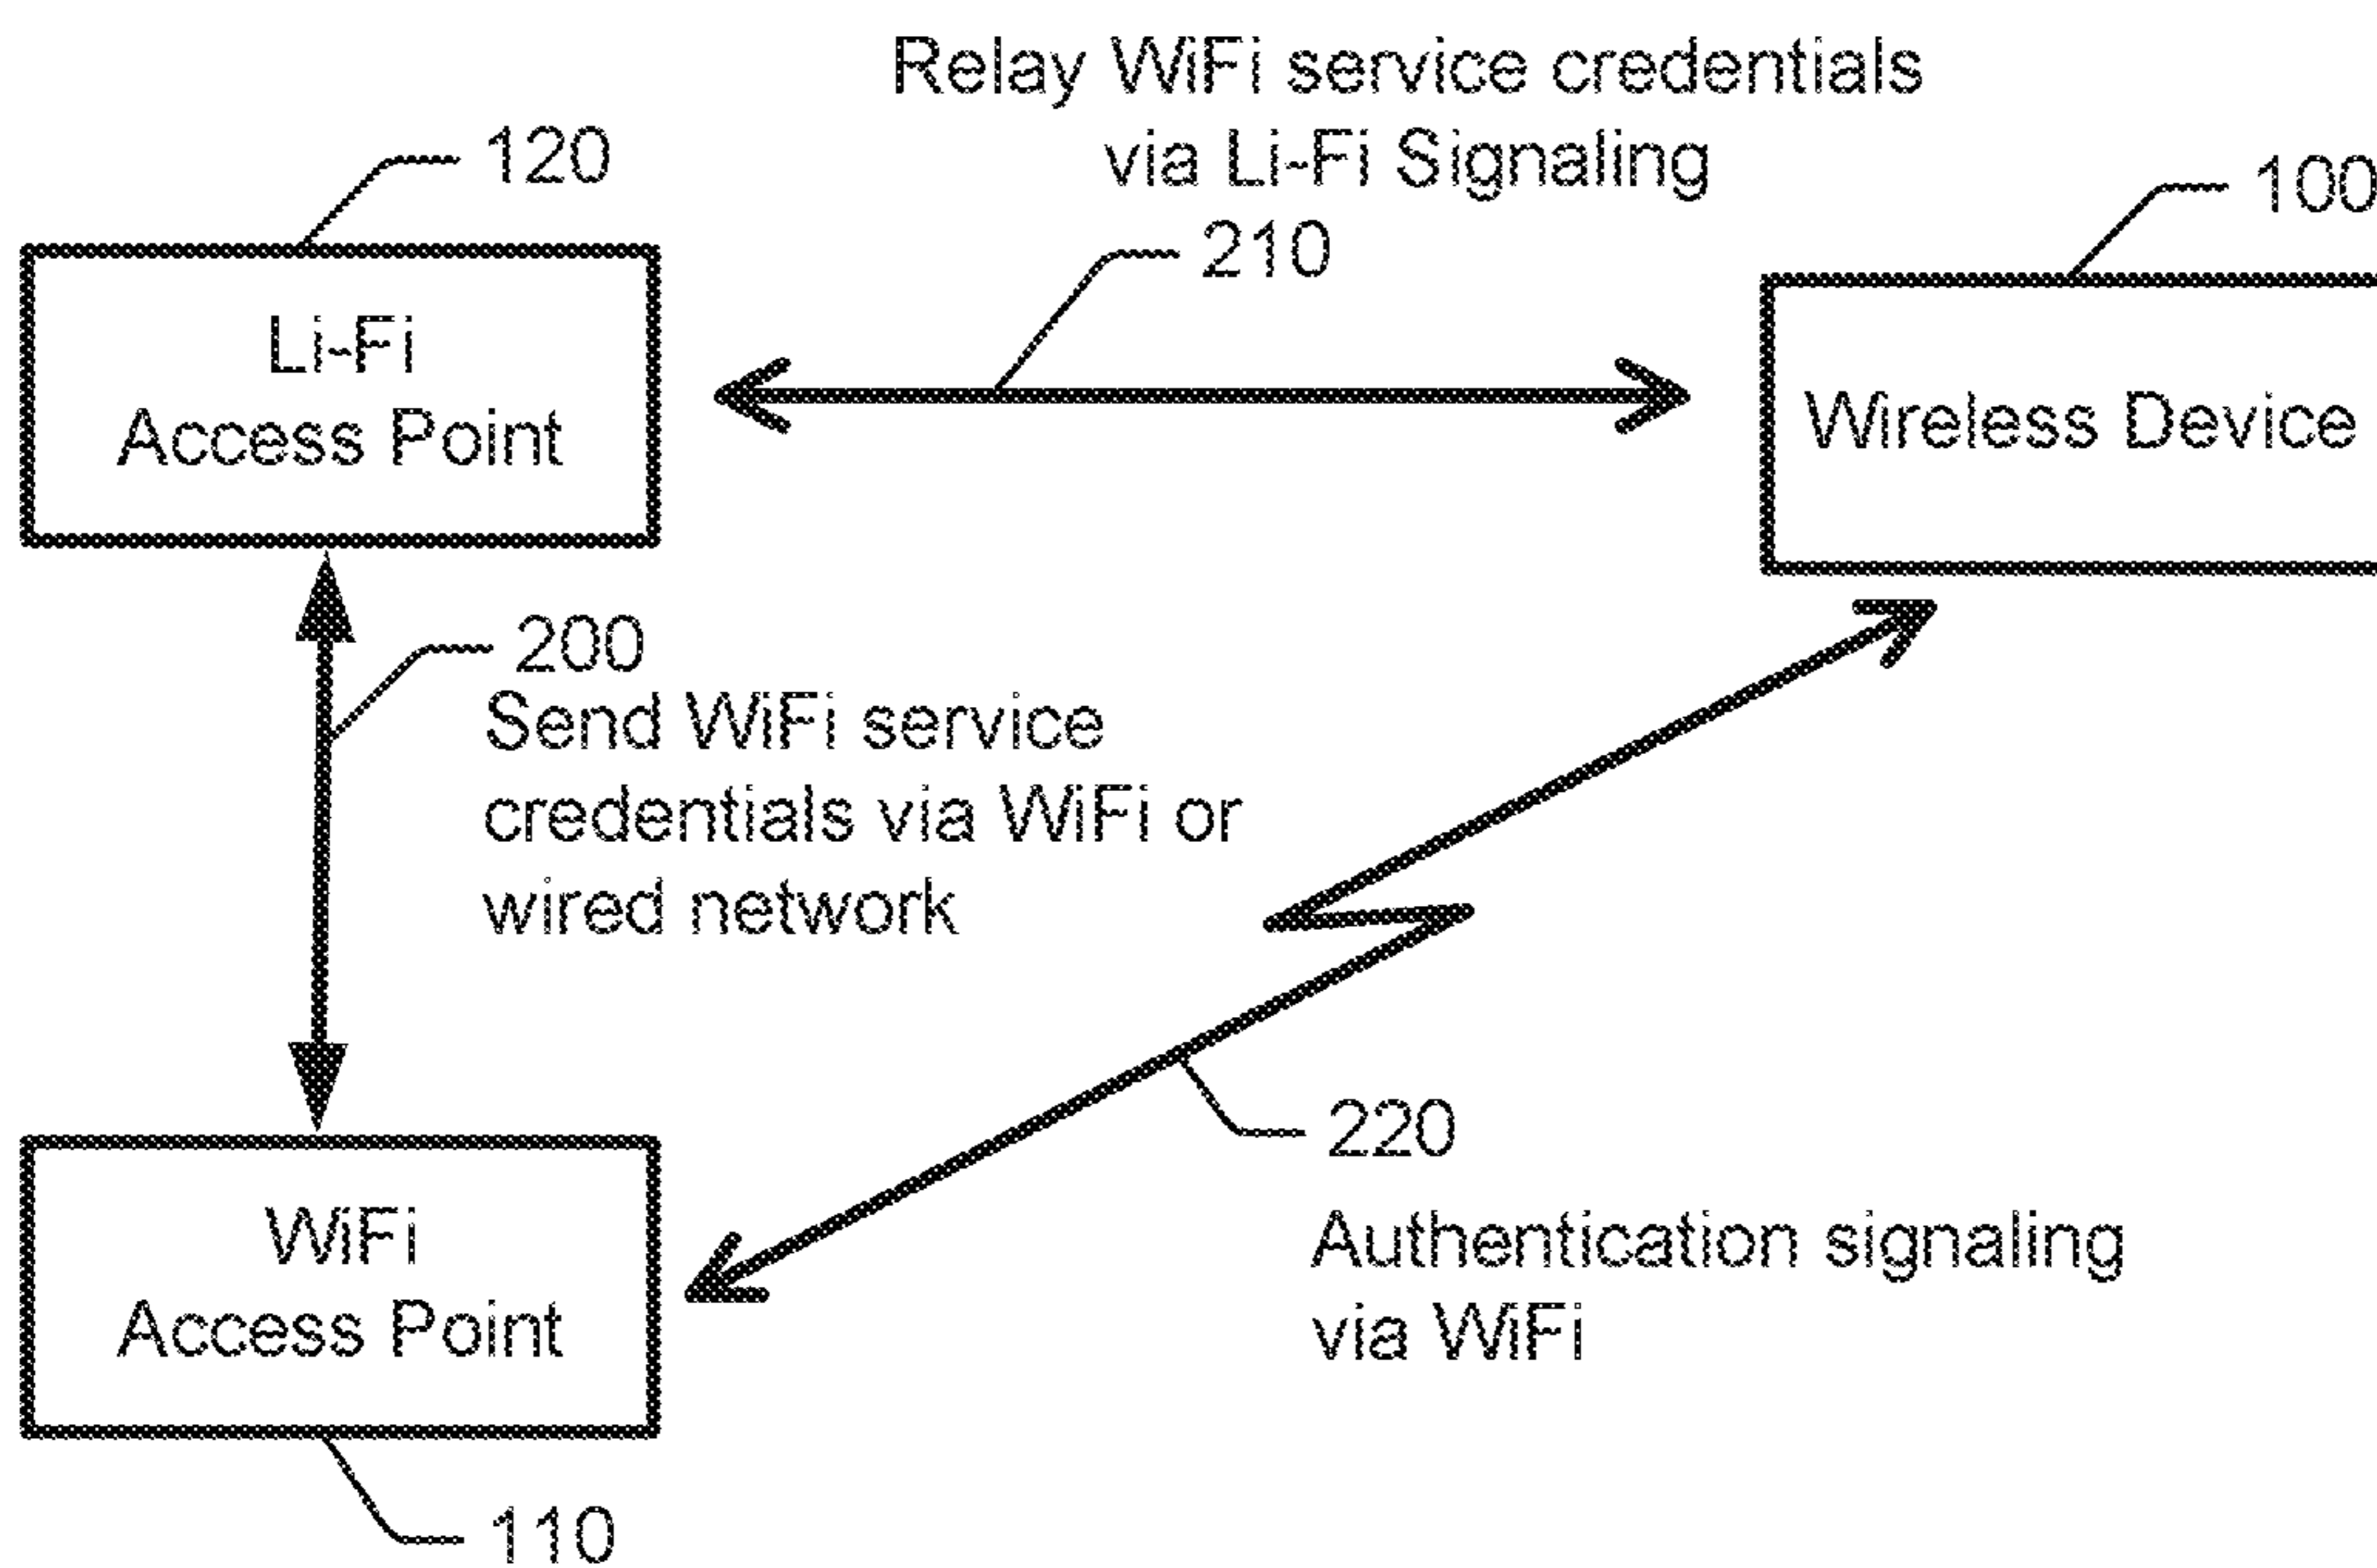 Relay WiFi service credentials
via Li-Fi Signaling
120
210
100
Li-Fi
Access Point
Wireless Device
200
Send WiFi service
credentials via WiFi or
wired network
220
Authentication signaling
via WiFi
WiFi
Access Point
110